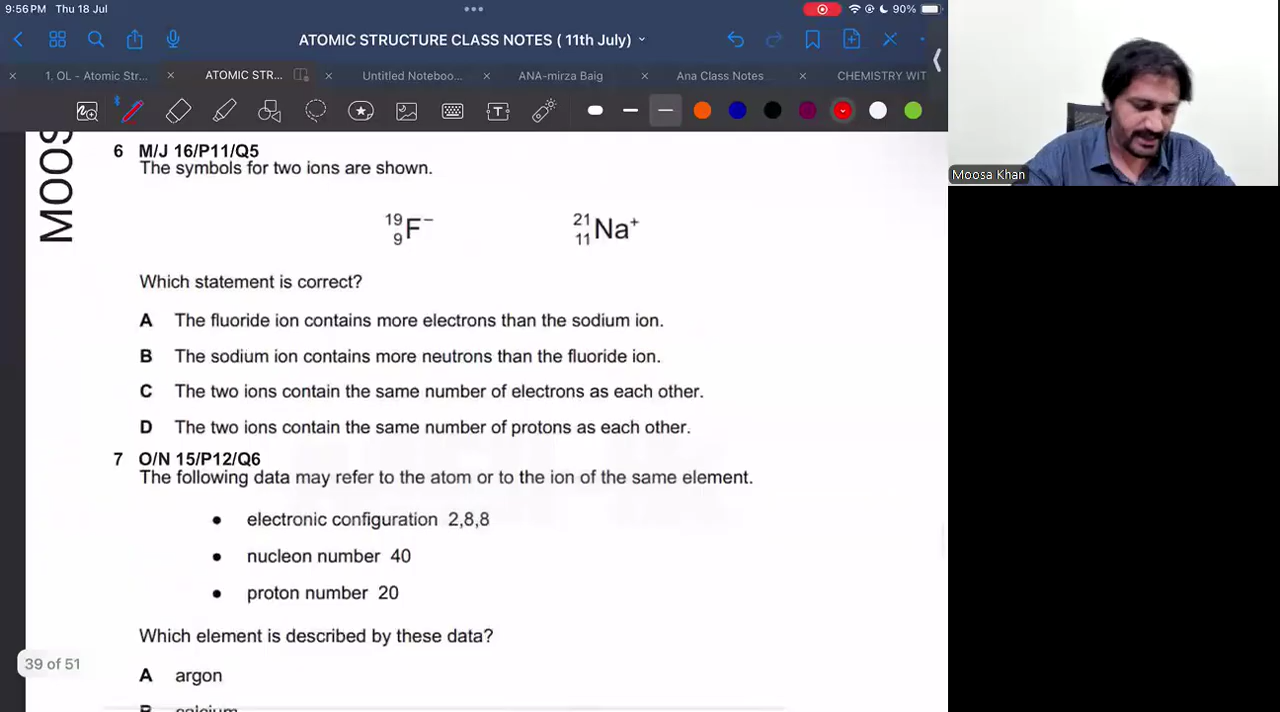 9:56 PM Thu 18 Jul
90%
ATOMIC STRUCTURE CLASS NOTES ( 11th July)
1. OL - Atomic Str...
ATOMIC STR...
Untitled Noteboo...
ANA-mirza Baig
Ana Class Notes
CHEMISTRY WIT
MOOS
6 M/J 16/P11/Q5
The symbols for two ions are shown.
¹⁹₉F⁻ ²¹₁₁Na⁺
Which statement is correct?
A The fluoride ion contains more electrons than the sodium ion.
B The sodium ion contains more neutrons than the fluoride ion.
C The two ions contain the same number of electrons as each other.
D The two ions contain the same number of protons as each other.
7 O/N 15/P12/Q6
The following data may refer to the atom or to the ion of the same element.
• electronic configuration 2,8,8
• nucleon number 40
• proton number 20
Which element is described by these data?
A argon
B calcium
39 of 51
Moosa Khan